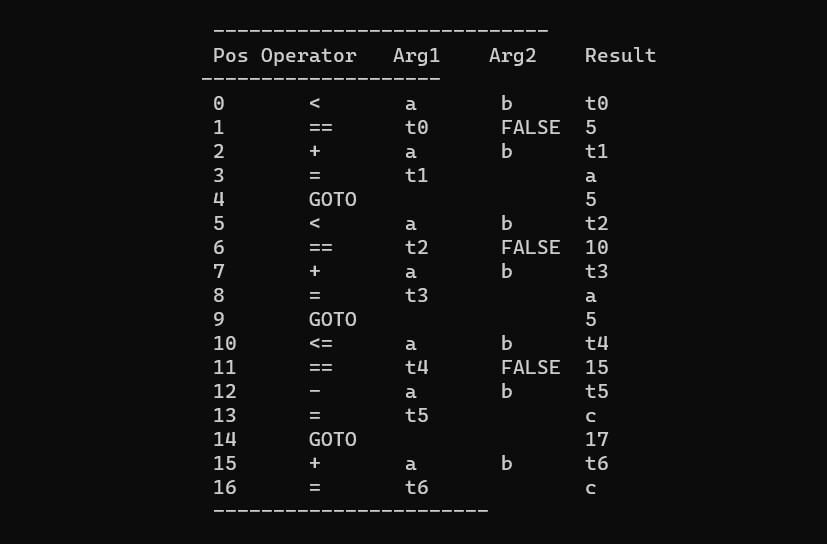 ----------------------------
Pos Operator   Arg1    Arg2    Result
--------------------
0       <       a       b      t0
1       ==      t0      FALSE  5
2       +       a       b      t1
3       =       t1             a
4       GOTO                   5
5       <       a       b      t2
6       ==      t2      FALSE  10
7       +       a       b      t3
8       =       t3             a
9       GOTO                   5
10      <=      a       b      t4
11      ==      t4      FALSE  15
12      -       a       b      t5
13      =       t5             c
14      GOTO                   17
15      +       a       b      t6
16      =       t6             c
-----------------------